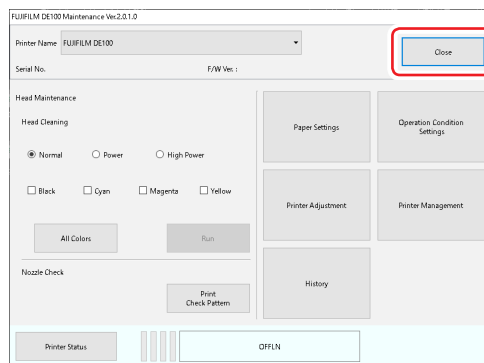 FUJIFILM DE100 Maintenance Ver.2.0.1.0
Printer Name FUJIFILM DE100
Close
Serial No. F/W Ver. :
Head Maintenance
Head Cleaning
Normal Power High Power
Black Cyan Magenta Yellow
All Colors Run
Nozzle Check
Print
Check Pattern
Paper Settings
Operation Condition
Settings
Printer Adjustment
Printer Management
History
Printer Status
OFFLN